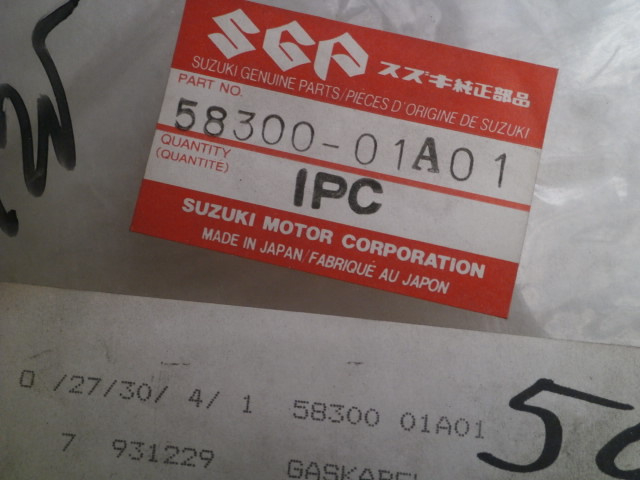 SGP スズキ純正部品
SUZUKI GENUINE PARTS/PIECES D'ORIGINE DE SUZUKI
PART NO.
58300-01A01
QUANTITY
(QUANTITÉ)
1PC
SUZUKI MOTOR CORPORATION
MADE IN JAPAN/FABRIQUÉ AU JAPON
0 /27/30/ 4/ 1 58300 01A01
7 931229 GASKABEL